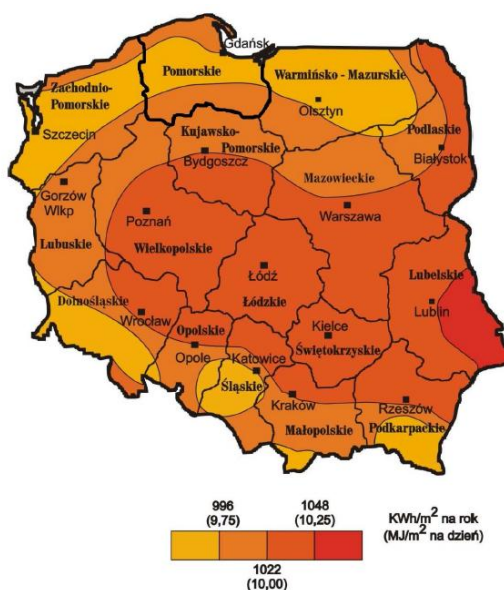 Gdańsk
Zachodnio-
Pomorskie
Pomorskie
Warmińsko - Mazurskie
Olsztyn
Szczecin
Podlaskie
Kujawsko-
Pomorskie
Bydgoszcz
Białystok
Mazowieckie
Gorzów
Wlkp
Poznań
Warszawa
Lubuskie
Wielkopolskie
Łódź
Łódzkie
Lubelskie
Lublin
Dolnośląskie
Wrocław
Opolskie
Opole
Kielce
Świętokrzyskie
Katowice
Śląskie
Kraków
Rzeszów
Małopolskie
Podkarpackie
996
(9,75)
1048
(10,25)
KWh/m² na rok
(MJ/m² na dzień)
1022
(10,00)